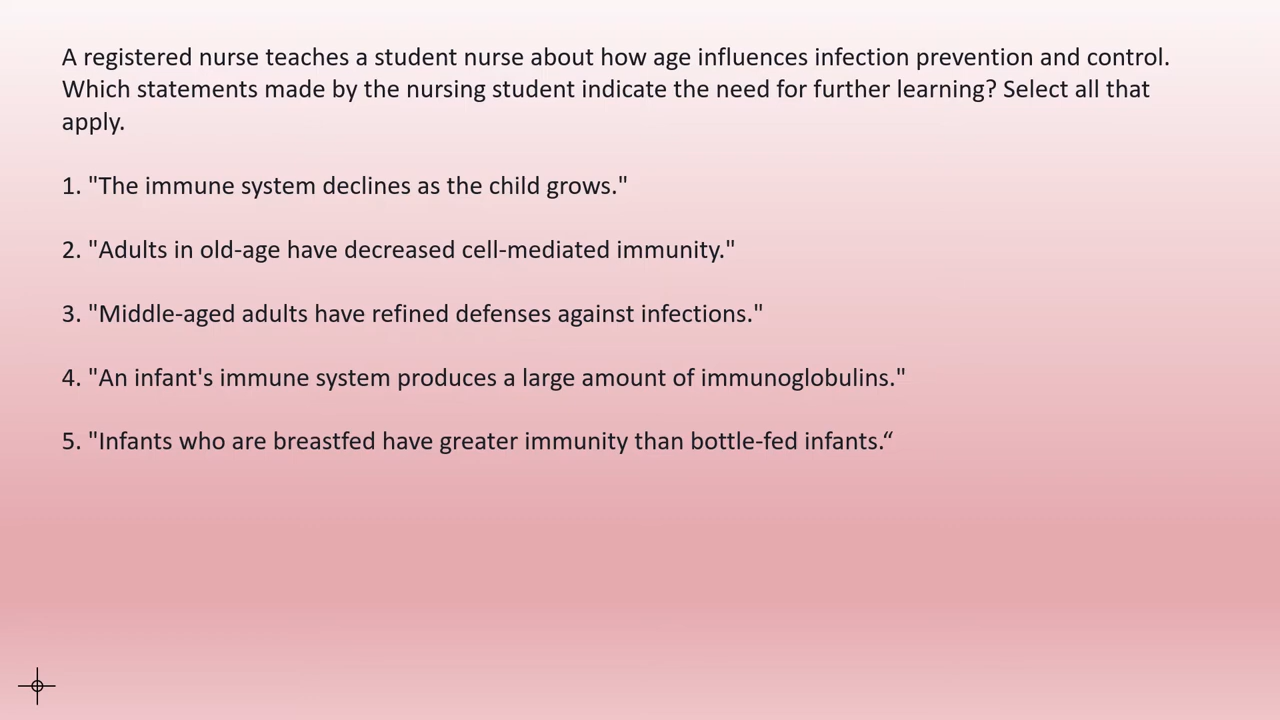 A registered nurse teaches a student nurse about how age influences infection prevention and control.
Which statements made by the nursing student indicate the need for further learning? Select all that
apply.
1. "The immune system declines as the child grows."
2. "Adults in old-age have decreased cell-mediated immunity."
3. "Middle-aged adults have refined defenses against infections."
4. "An infant's immune system produces a large amount of immunoglobulins."
5. "Infants who are breastfed have greater immunity than bottle-fed infants.“